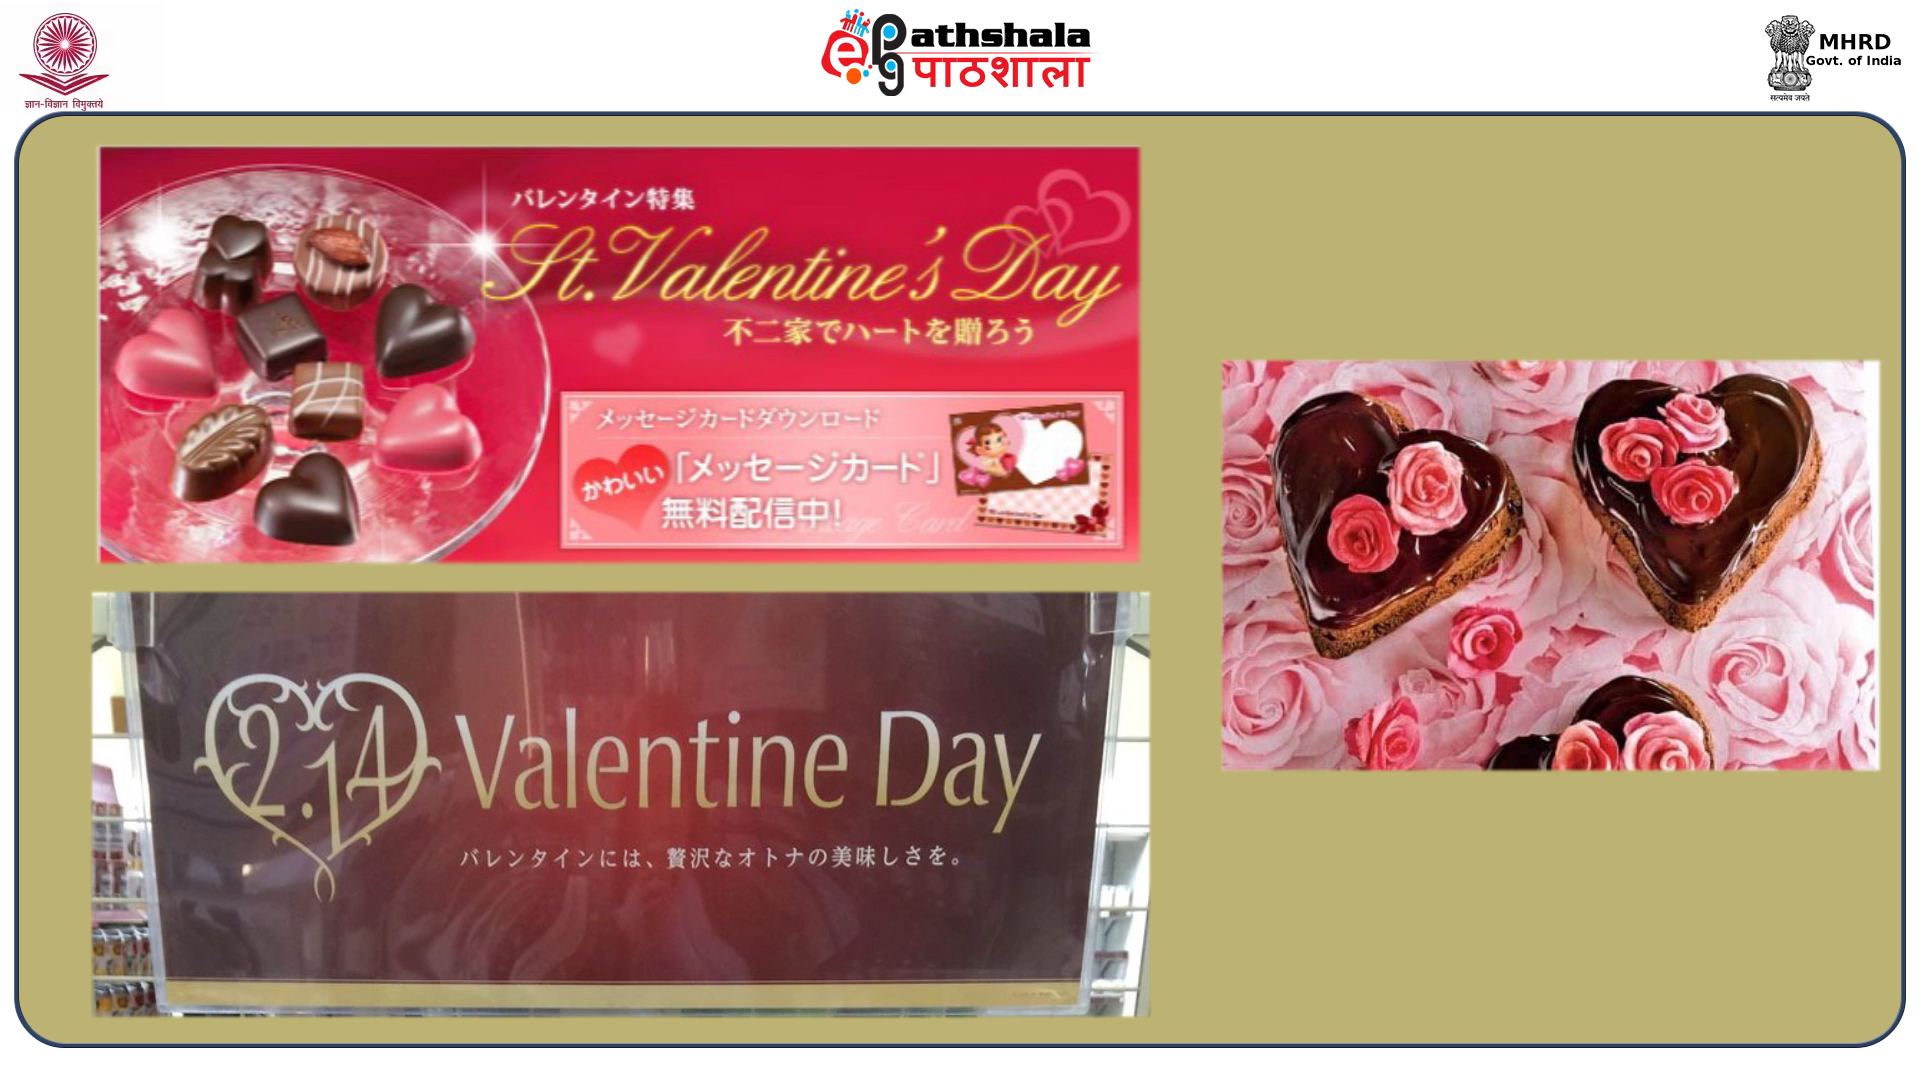 ज्ञान-विज्ञान विमुक्तये
ePathshala
पाठशाला
MHRD
Govt. of India
सत्यमेव जयते
バレンタイン特集
St. Valentine's Day
不二家でハートを贈ろう
メッセージカードダウンロード
かわいい「メッセージカード」
無料配信中!
2.14 Valentine Day
バレンタインには、贅沢なオトナの美味しさを。